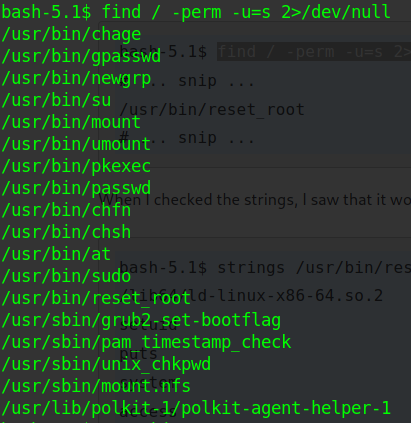 bash-5.1$ find / -perm -u=s 2>/dev/null
/usr/bin/chage
/usr/bin/gpasswd
bash-5.1$ find / -perm -u=s 2>
/usr/bin/newgrp
# ... snip ...
/usr/bin/su
/usr/bin/reset_root
/usr/bin/mount
# ... snip ...
/usr/bin/umount
/usr/bin/pkexec
/usr/bin/passwd
When I checked the strings, I saw that it wo
/usr/bin/chfn
/usr/bin/chsh
/usr/bin/at
bash-5.1$ strings /usr/bin/res
/usr/bin/sudo
/lib64/ld-linux-x86-64.so.2
/usr/bin/reset_root
setuid
/usr/sbin/grub2-set-bootflag
puts
/usr/sbin/pam_timestamp_check
/usr/sbin/unix_chkpwd
/usr/sbin/mount.nfs
access
/usr/lib/polkit-1/polkit-agent-helper-1